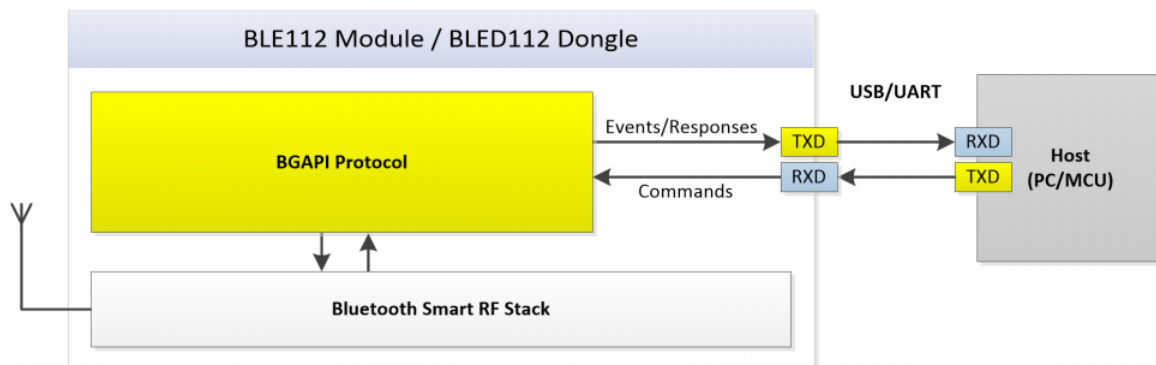 BLE112 Module / BLED112 Dongle
USB/UART
BGAPI Protocol
Events/Responses
TXD
RXD
Commands
RXD
TXD
Host
(PC/MCU)
Bluetooth Smart RF Stack